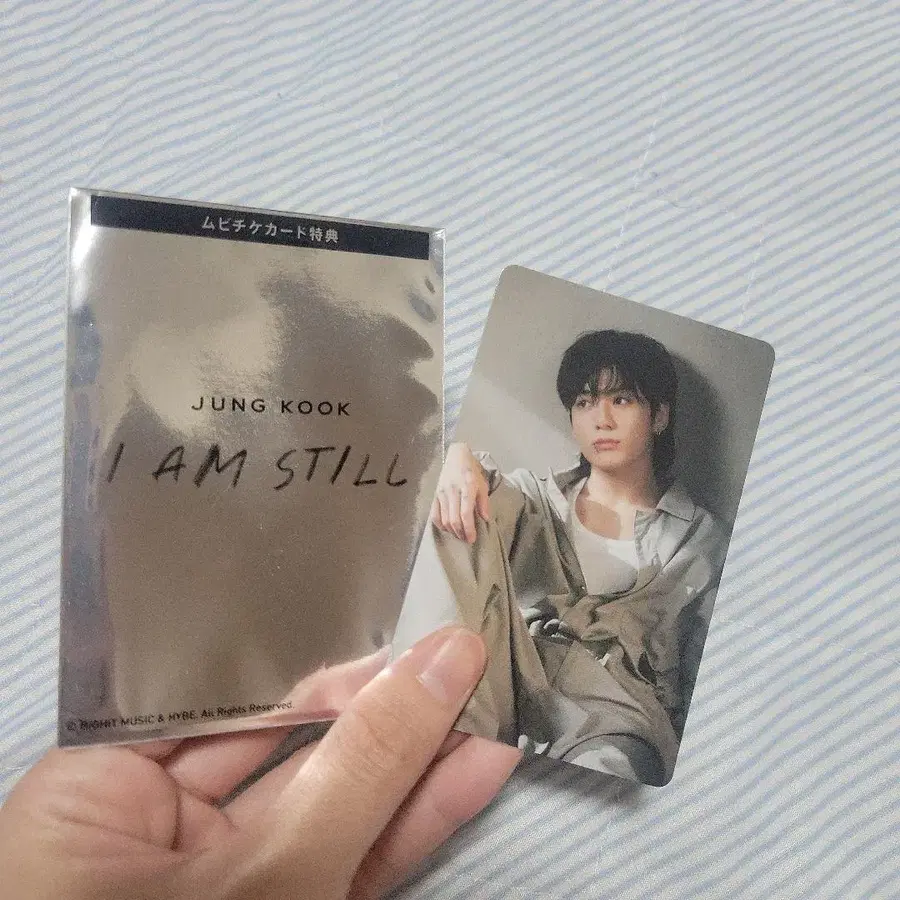 ムビチケカード特典
JUNG KOOK
I AM STILL
© BIGHIT MUSIC & HYBE. All Rights Reserved.